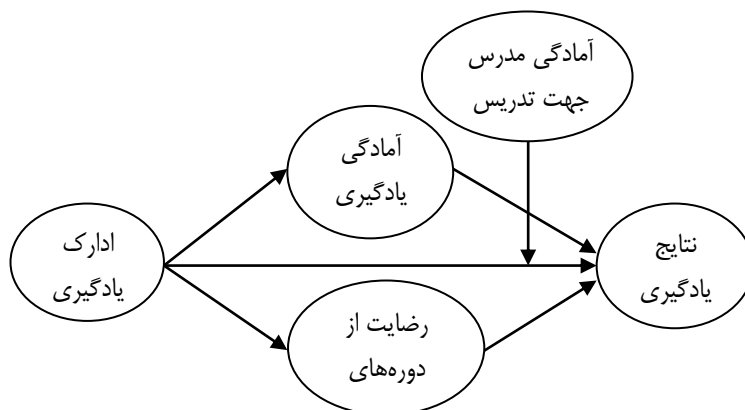 آمادگی مدرس
جهت تدریس
آمادگی
یادگیری
ادارک
یادگیری
نتایج
یادگیری
رضایت از
دوره‌های